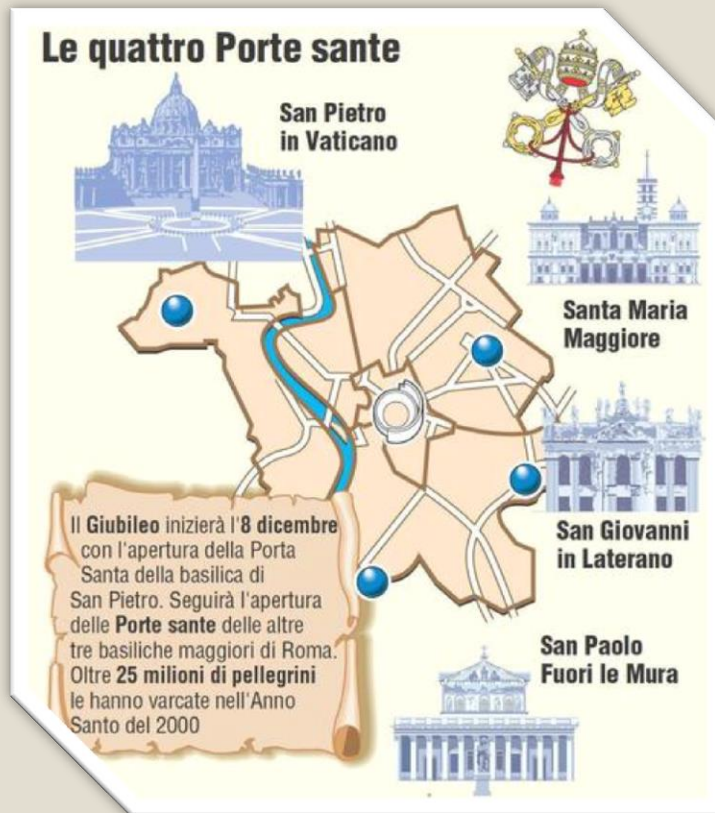 Le quattro Porte sante
San Pietro
in Vaticano
Santa Maria
Maggiore
San Giovanni
in Laterano
San Paolo
Fuori le Mura
Il Giubileo inizierà l'8 dicembre
con l'apertura della Porta
Santa della basilica di
San Pietro. Seguirà l'apertura
delle Porte sante delle altre
tre basiliche maggiori di Roma.
Oltre 25 milioni di pellegrini
le hanno varcate nell'Anno
Santo del 2000